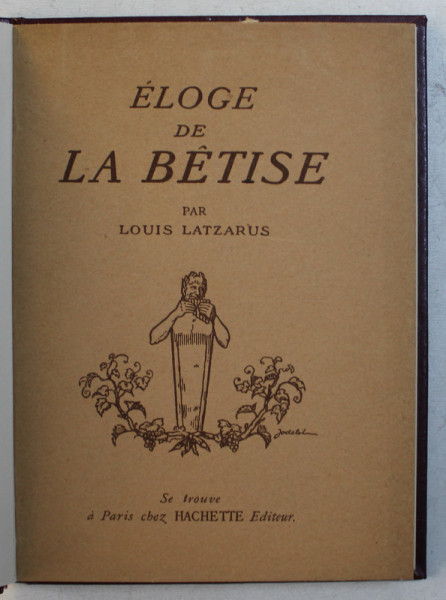 ÉLOGE
DE
LA BÊTISE
PAR
LOUIS LATZARUS
Se trouve
à Paris chez HACHETTE Editeur.